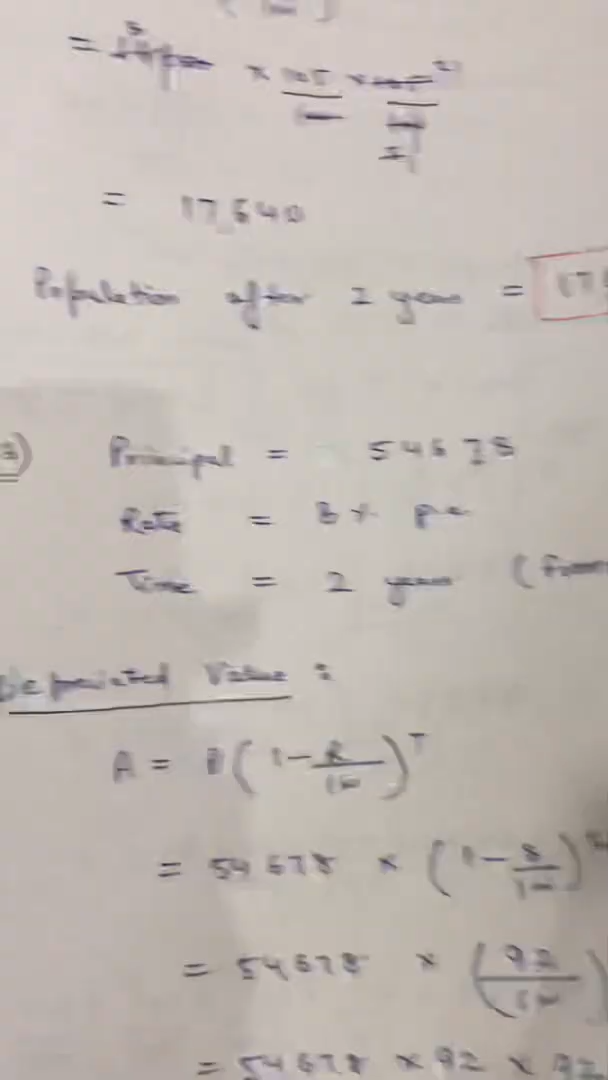 = 17,640
Population after 2 years =
Principal = 54678
Rate = 8% p.a
Time = 2 years (from
Depreciated Value :
A = P(1 - R/100)^T
= 54678 × (1 - 8/100)
= 54678 × (92/100)
= 54678 × 92 × 92